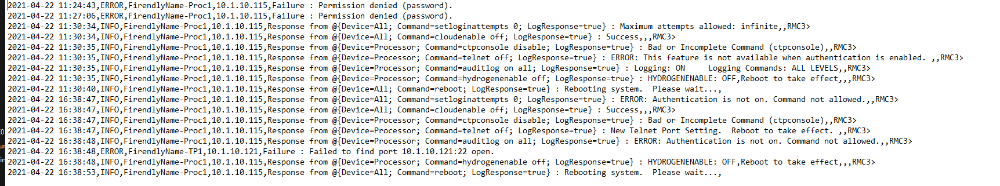 2021-04-22 11:24:43,ERROR,FirendlyName-Proc1,10.1.10.115,Failure : Permission denied (password).
2021-04-22 11:27:06,ERROR,FirendlyName-Proc1,10.1.10.115,Failure : Permission denied (password).
2021-04-22 11:30:34,INFO,FirendlyName-Proc1,10.1.10.115,Response from @{Device=All; Command=setloginattempts 0; LogResponse=true} : Maximum attempts allowed: infinite,,RMC3>
2021-04-22 11:30:34,INFO,FirendlyName-Proc1,10.1.10.115,Response from @{Device=All; Command=cloudenable off; LogResponse=true} : Success,,,RMC3>
2021-04-22 11:30:35,INFO,FirendlyName-Proc1,10.1.10.115,Response from @{Device=Processor; Command=ctpconsole disable; LogResponse=true} : Bad or Incomplete Command (ctpconsole),,RMC3>
2021-04-22 11:30:35,INFO,FirendlyName-Proc1,10.1.10.115,Response from @{Device=Processor; Command=telnet off; LogResponse=true} : ERROR: This feature is not available when authentication is enabled. ,,RMC3>
2021-04-22 11:30:35,INFO,FirendlyName-Proc1,10.1.10.115,Response from @{Device=Processor; Command=auditlog on all; LogResponse=true} : Logging: ON     Logging Commands: ALL LEVELS,,RMC3>
2021-04-22 11:30:35,INFO,FirendlyName-Proc1,10.1.10.115,Response from @{Device=Processor; Command=hydrogenenable off; LogResponse=true} : HYDROGENENABLE: OFF,Reboot to take effect,,,RMC3>
2021-04-22 11:30:40,INFO,FirendlyName-Proc1,10.1.10.115,Response from @{Device=All; Command=reboot; LogResponse=true} : Rebooting system.  Please wait...,
2021-04-22 16:38:47,INFO,FirendlyName-Proc1,10.1.10.115,Response from @{Device=All; Command=setloginattempts 0; LogResponse=true} : ERROR: Authentication is not on. Command not allowed.,,RMC3>
2021-04-22 16:38:47,INFO,FirendlyName-Proc1,10.1.10.115,Response from @{Device=All; Command=cloudenable off; LogResponse=true} : Success,,,RMC3>
2021-04-22 16:38:47,INFO,FirendlyName-Proc1,10.1.10.115,Response from @{Device=Processor; Command=ctpconsole disable; LogResponse=true} : Bad or Incomplete Command (ctpconsole),,RMC3>
2021-04-22 16:38:47,INFO,FirendlyName-Proc1,10.1.10.115,Response from @{Device=Processor; Command=telnet off; LogResponse=true} : New Telnet Port Setting.  Reboot to take effect. ,,RMC3>
2021-04-22 16:38:48,INFO,FirendlyName-Proc1,10.1.10.115,Response from @{Device=Processor; Command=auditlog on all; LogResponse=true} : ERROR: Authentication is not on. Command not allowed.,,RMC3>
2021-04-22 16:38:48,ERROR,FirendlyName-TP1,10.1.10.121,Failure : Failed to find port 10.1.10.121:22 open.
2021-04-22 16:38:48,INFO,FirendlyName-Proc1,10.1.10.115,Response from @{Device=Processor; Command=hydrogenenable off; LogResponse=true} : HYDROGENENABLE: OFF,Reboot to take effect,,,RMC3>
2021-04-22 16:38:53,INFO,FirendlyName-Proc1,10.1.10.115,Response from @{Device=All; Command=reboot; LogResponse=true} : Rebooting system.  Please wait...,